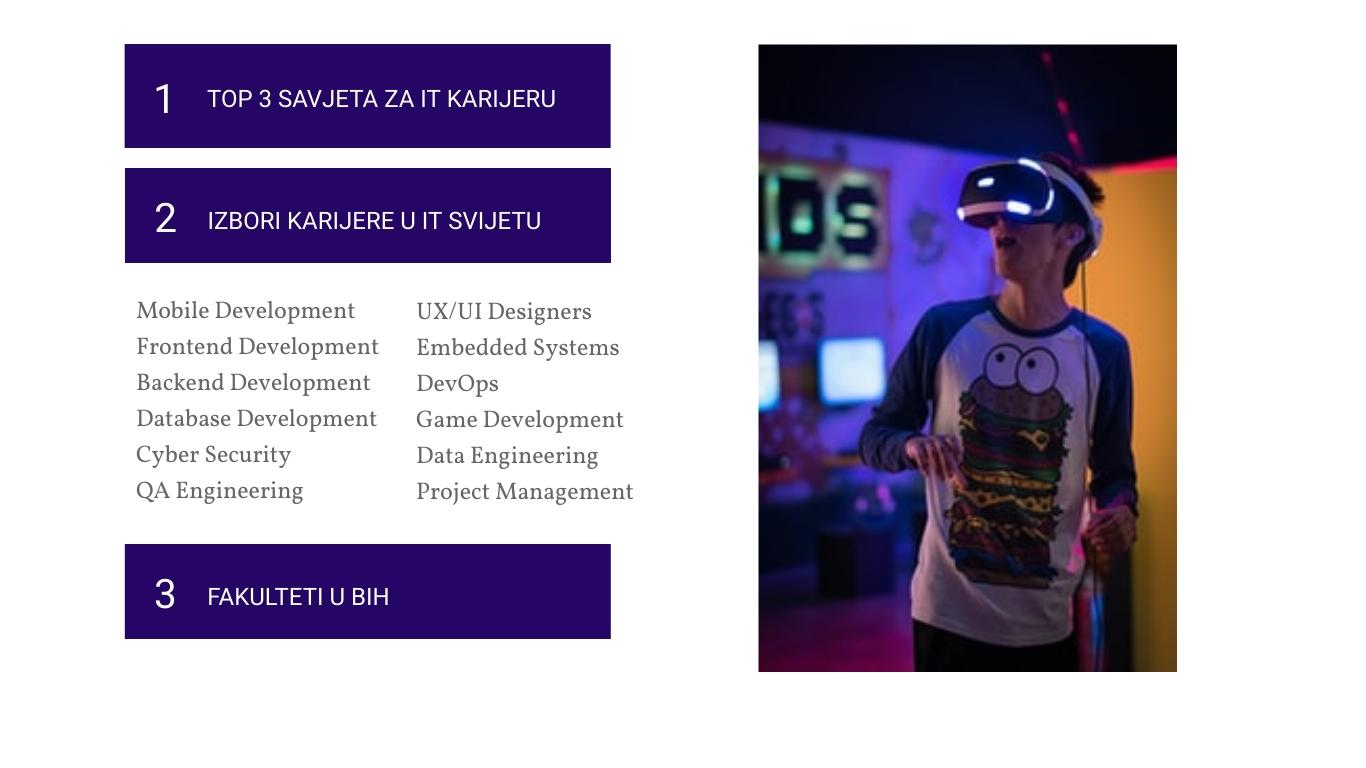 1 TOP 3 SAVJETA ZA IT KARIJERU
2 IZBORI KARIJERE U IT SVIJETU
Mobile Development
Frontend Development
Backend Development
Database Development
Cyber Security
QA Engineering
UX/UI Designers
Embedded Systems
DevOps
Game Development
Data Engineering
Project Management
3 FAKULTETI U BIH